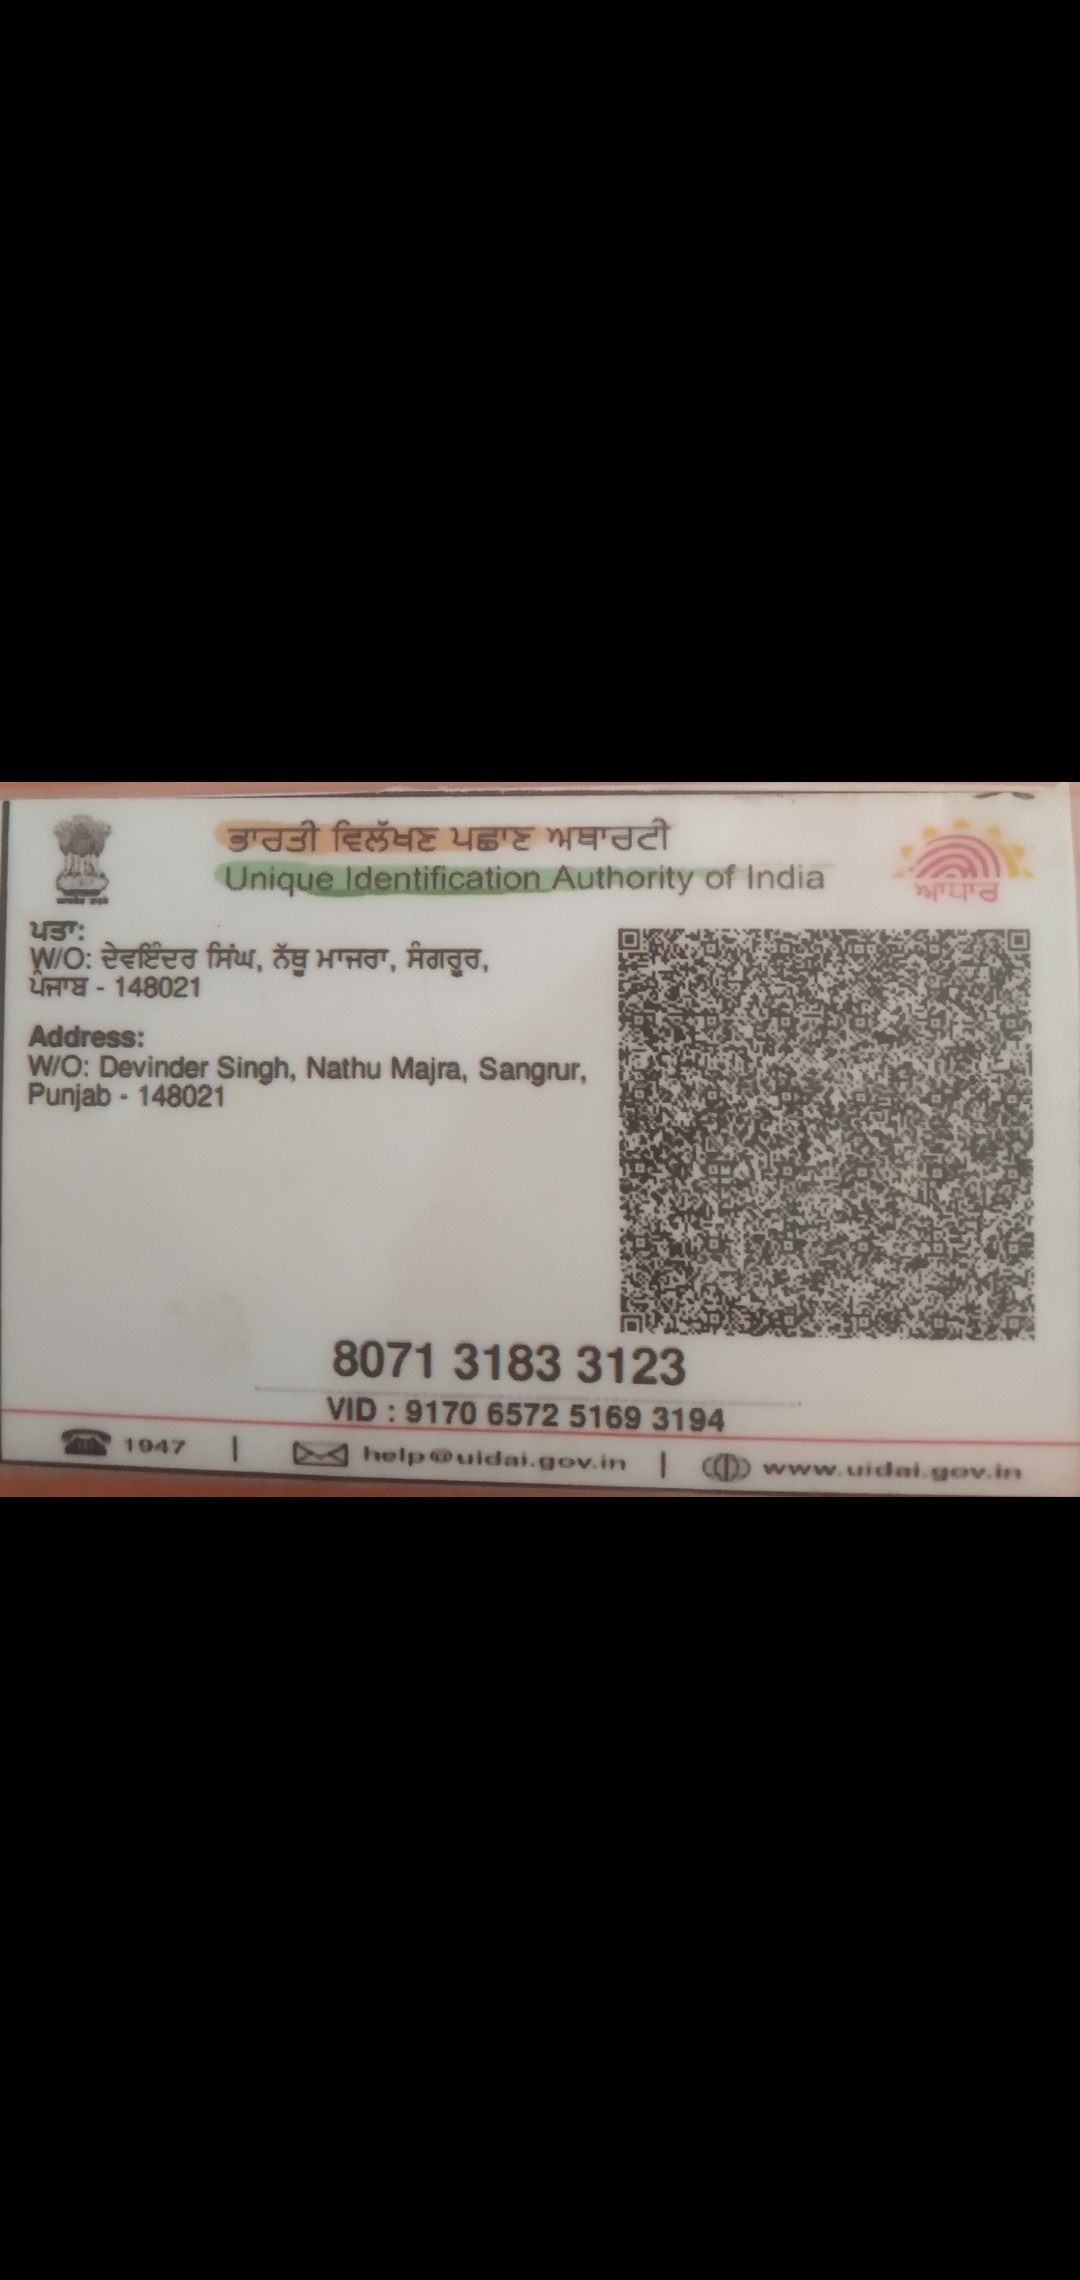 ਭਾਰਤੀ ਵਿਲੱਖਣ ਪਛਾਣ ਅਥਾਰਟੀ
Unique Identification Authority of India
ਆਧਾਰ
ਪਤਾ:
W/O: ਦੇਵਇੰਦਰ ਸਿੰਘ, ਨੱਥੂ ਮਾਜਰਾ, ਸੰਗਰੂਰ,
ਪੰਜਾਬ - 148021
Address:
W/O: Devinder Singh, Nathu Majra, Sangrur,
Punjab - 148021
8071 3183 3123
VID : 9170 6572 5169 3194
1947 | help@uidai.gov.in | www.uidai.gov.in